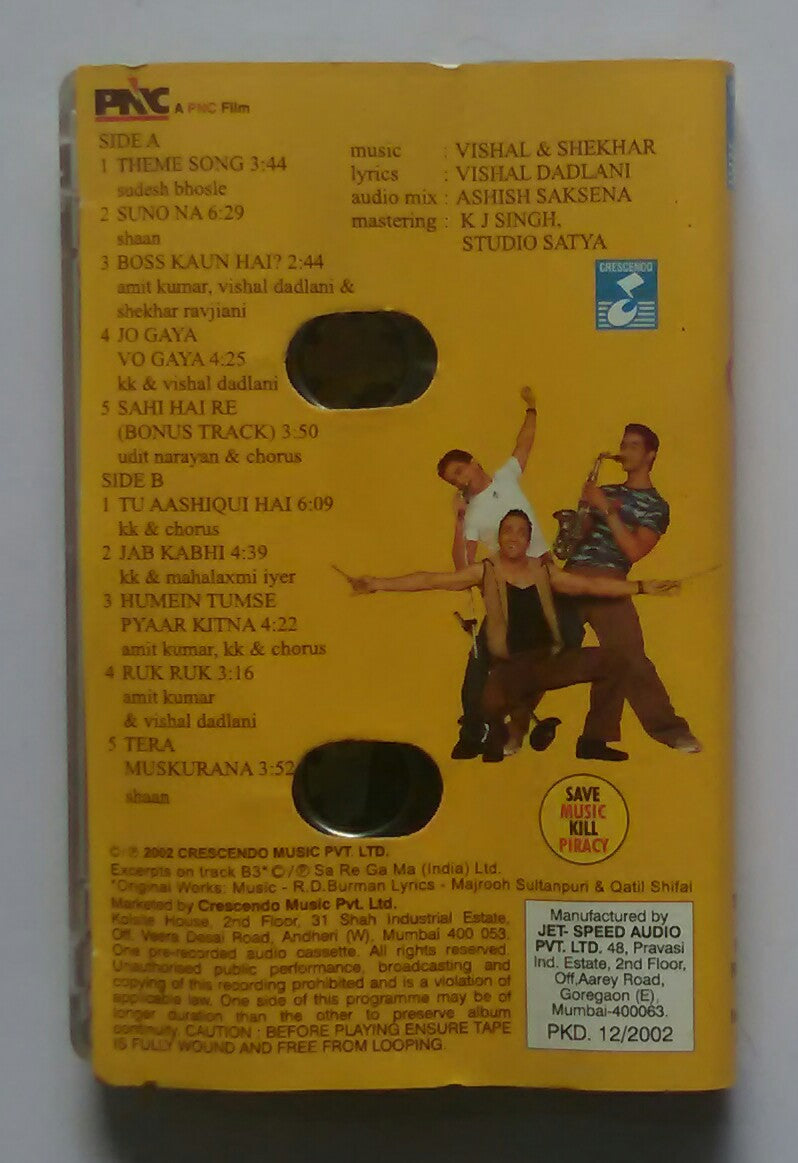 PNC A PNC Film
SIDE A
1 THEME SONG 3:44
sudesh bhosle
2 SUNO NA 6:29
shaan
3 BOSS KAUN HAI? 2:44
amit kumar, vishal dadlani &
shekhar ravjiani
4 JO GAYA
VO GAYA 4:25
kk & vishal dadlani
5 SAHI HAI RE
(BONUS TRACK) 3:50
udit narayan & chorus
SIDE B
1 TU AASHIQUI HAI 6:09
kk & chorus
2 JAB KABHI 4:39
kk & mahalaxmi iyer
3 HUMEIN TUMSE
PYAAR KITNA 4:22
amit kumar, kk & chorus
4 RUK RUK 3:16
amit kumar
& vishal dadlani
5 TERA
MUSKURANA 3:52
shaan
music : VISHAL & SHEKHAR
lyrics : VISHAL DADLANI
audio mix : ASHISH SAKSENA
mastering : K J SINGH,
STUDIO SATYA
CRESCENDO
SAVE
MUSIC
KILL
PIRACY
©/℗ 2002 CRESCENDO MUSIC PVT. LTD.
Excerpts on track B3* ©/℗ Sa Re Ga Ma (India) Ltd.
*Original Works: Music - R.D.Burman Lyrics - Majrooh Sultanpuri & Qatil Shifai
Marketed by Crescendo Music Pvt. Ltd.
House, 2nd Floor, 31 Shah Industrial Estate,
Off. Veera Desai Road, Andheri (W), Mumbai 400 053.
One pre-recorded audio cassette. All rights reserved.
Unauthorised public performance, broadcasting and
copying of this recording prohibited and is a violation of
applicable law. One side of this programme may be of
longer duration than the other to preserve album
continuity. CAUTION : BEFORE PLAYING ENSURE TAPE
IS FULLY WOUND AND FREE FROM LOOPING.
Manufactured by
JET- SPEED AUDIO
PVT. LTD. 48, Pravasi
Ind. Estate, 2nd Floor,
Off,Aarey Road,
Goregaon (E),
Mumbai-400063.
PKD. 12/2002